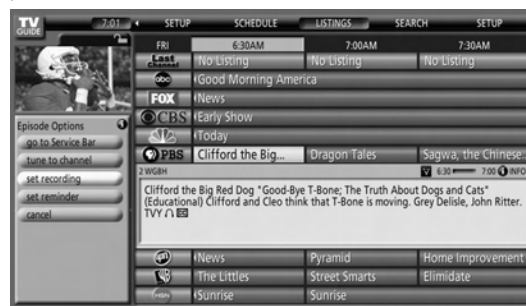 TV GUIDE 7:01 SETUP SCHEDULE LISTINGS SEARCH SETUP
FRI 6:30AM 7:00AM 7:30AM
Last Channel No Listing No Listing No Listing
abc Good Morning America
FOX News
CBS Early Show
Today
PBS Clifford the Big... Dragon Tales Sagwa, the Chinese..
Episode Options
go to Service Bar
tune to channel
set recording
set reminder
cancel
2 WGBH 6:30 7:00 INFO
Clifford the Big Red Dog "Good-Bye T-Bone; The Truth About Dogs and Cats"
(Educational) Clifford and Cleo think that T-Bone is moving. Grey Delisle, John Ritter.
TVY
News Pyramid Home Improvement
The Littles Street Smarts Elimidate
Sunrise Sunrise